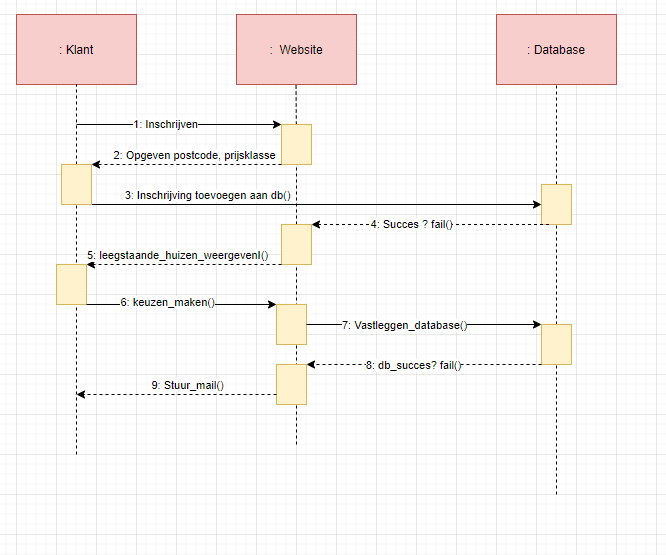 : Klant
: Website
: Database
1: Inschrijven
2: Opgeven postcode, prijsklasse
3: Inschrijving toevoegen aan db()
4: Succes ? fail()
5: leegstaande_huizen_weergevenl()
6: keuzen_maken()
7: Vastleggen_database()
8: db_succes? fail()
9: Stuur_mail()